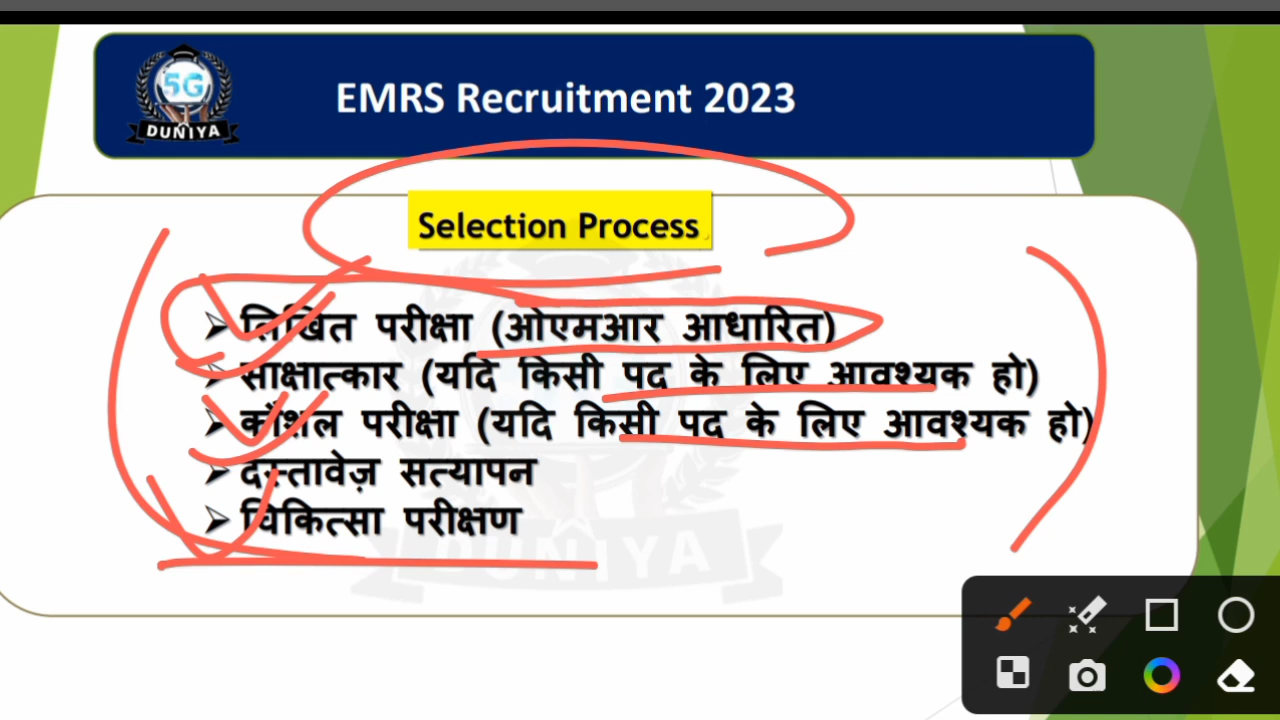 5G
DUNIYA
EMRS Recruitment 2023
Selection Process
लिखित परीक्षा (ओएमआर आधारित)
साक्षात्कार (यदि किसी पद के लिए आवश्यक हो)
कौशल परीक्षा (यदि किसी पद के लिए आवश्यक हो)
दस्तावेज़ सत्यापन
चिकित्सा परीक्षण
DUNIYA